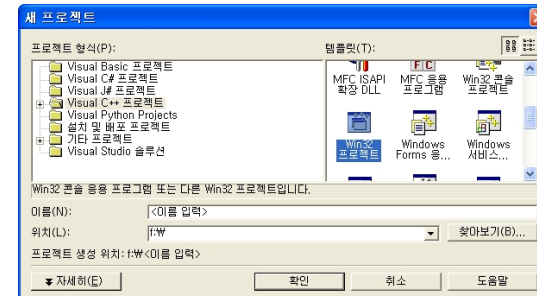 새 프로젝트
프로젝트 형식(P):
템플릿(T):
Visual Basic 프로젝트
Visual C# 프로젝트
Visual J# 프로젝트
Visual C++ 프로젝트
Visual Python Projects
설치 및 배포 프로젝트
기타 프로젝트
Visual Studio 솔루션
MFC ISAPI 확장 DLL
MFC 응용 프로그램
Win32 콘솔 프로젝트
Win32 프로젝트
Windows Forms 응...
Windows 서비스...
Win32 콘솔 응용 프로그램 또는 다른 Win32 프로젝트입니다.
이름(N):
<이름 입력>
위치(L):
f:₩
찾아보기(B)...
프로젝트 생성 위치: f:₩<이름 입력>
자세히(E)
확인
취소
도움말